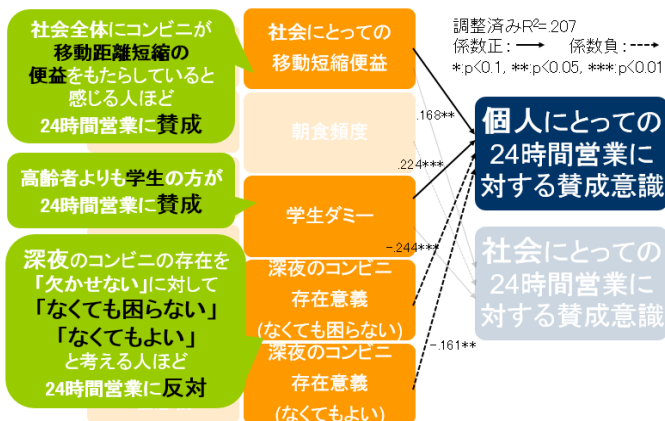 社会全体にコンビニが
移動距離短縮の
便益をもたらしていると
感じる人ほど
24時間営業に賛成
高齢者よりも学生の方が
24時間営業に賛成
深夜のコンビニの存在を
「欠かせない」に対して
「なくても困らない」
「なくてもよい」
と考える人ほど
24時間営業に反対
社会にとっての
移動短縮便益
朝食頻度
学生ダミー
深夜のコンビニ
存在意義
(なくても困らない)
深夜のコンビニ
存在意義
(なくてもよい)
.168**
.224***
-.244***
-.161**
調整済みR²=.207
係数正: 係数負:
*:p<0.1, **:p<0.05, ***:p<0.01
個人にとっての
24時間営業に
対する賛成意識
社会にとっての
24時間営業に
対する賛成意識